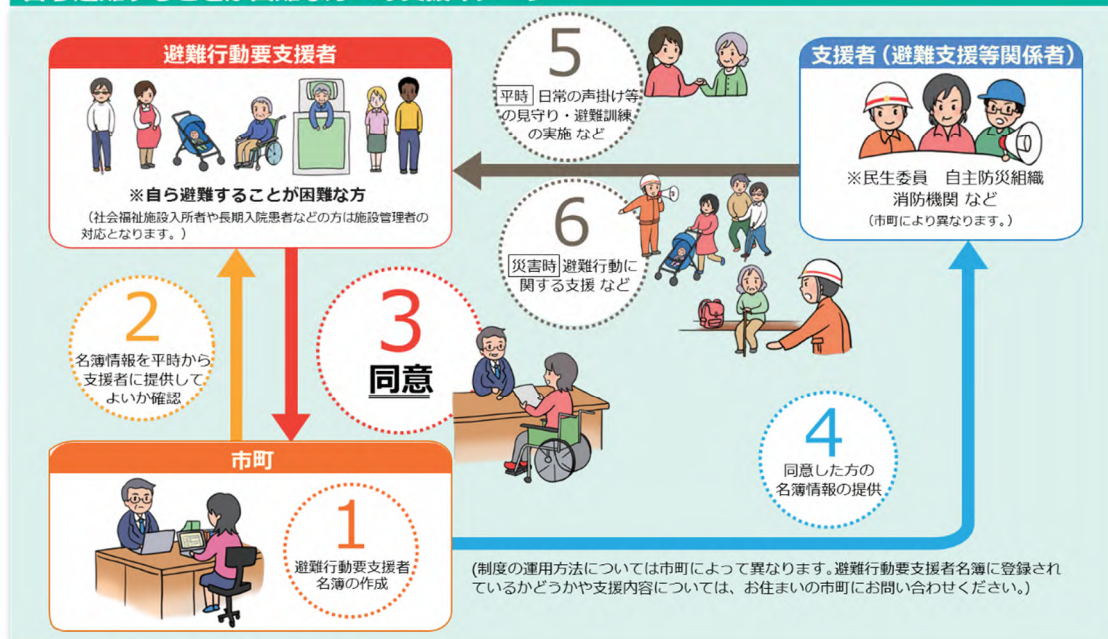 避難行動要支援者
※自ら避難することが困難な方
(社会福祉施設入所者や長期入院患者などの方は施設管理者の
対応となります。)
5
平時 日常の声掛け等
の見守り・避難訓練
の実施 など
支援者(避難支援等関係者)
※民生委員 自主防災組織
消防機関 など
(市町により異なります。)
6
災害時 避難行動に
関する支援 など
2
名簿情報を平時から
支援者に提供して
よいか確認
3
同意
4
同意した方の
名簿情報の提供
市町
1
避難行動要支援者
名簿の作成
(制度の運用方法については市町によって異なります。避難行動要支援者名簿に登録され
ているかどうかや支援内容については、お住まいの市町にお問い合わせください。)